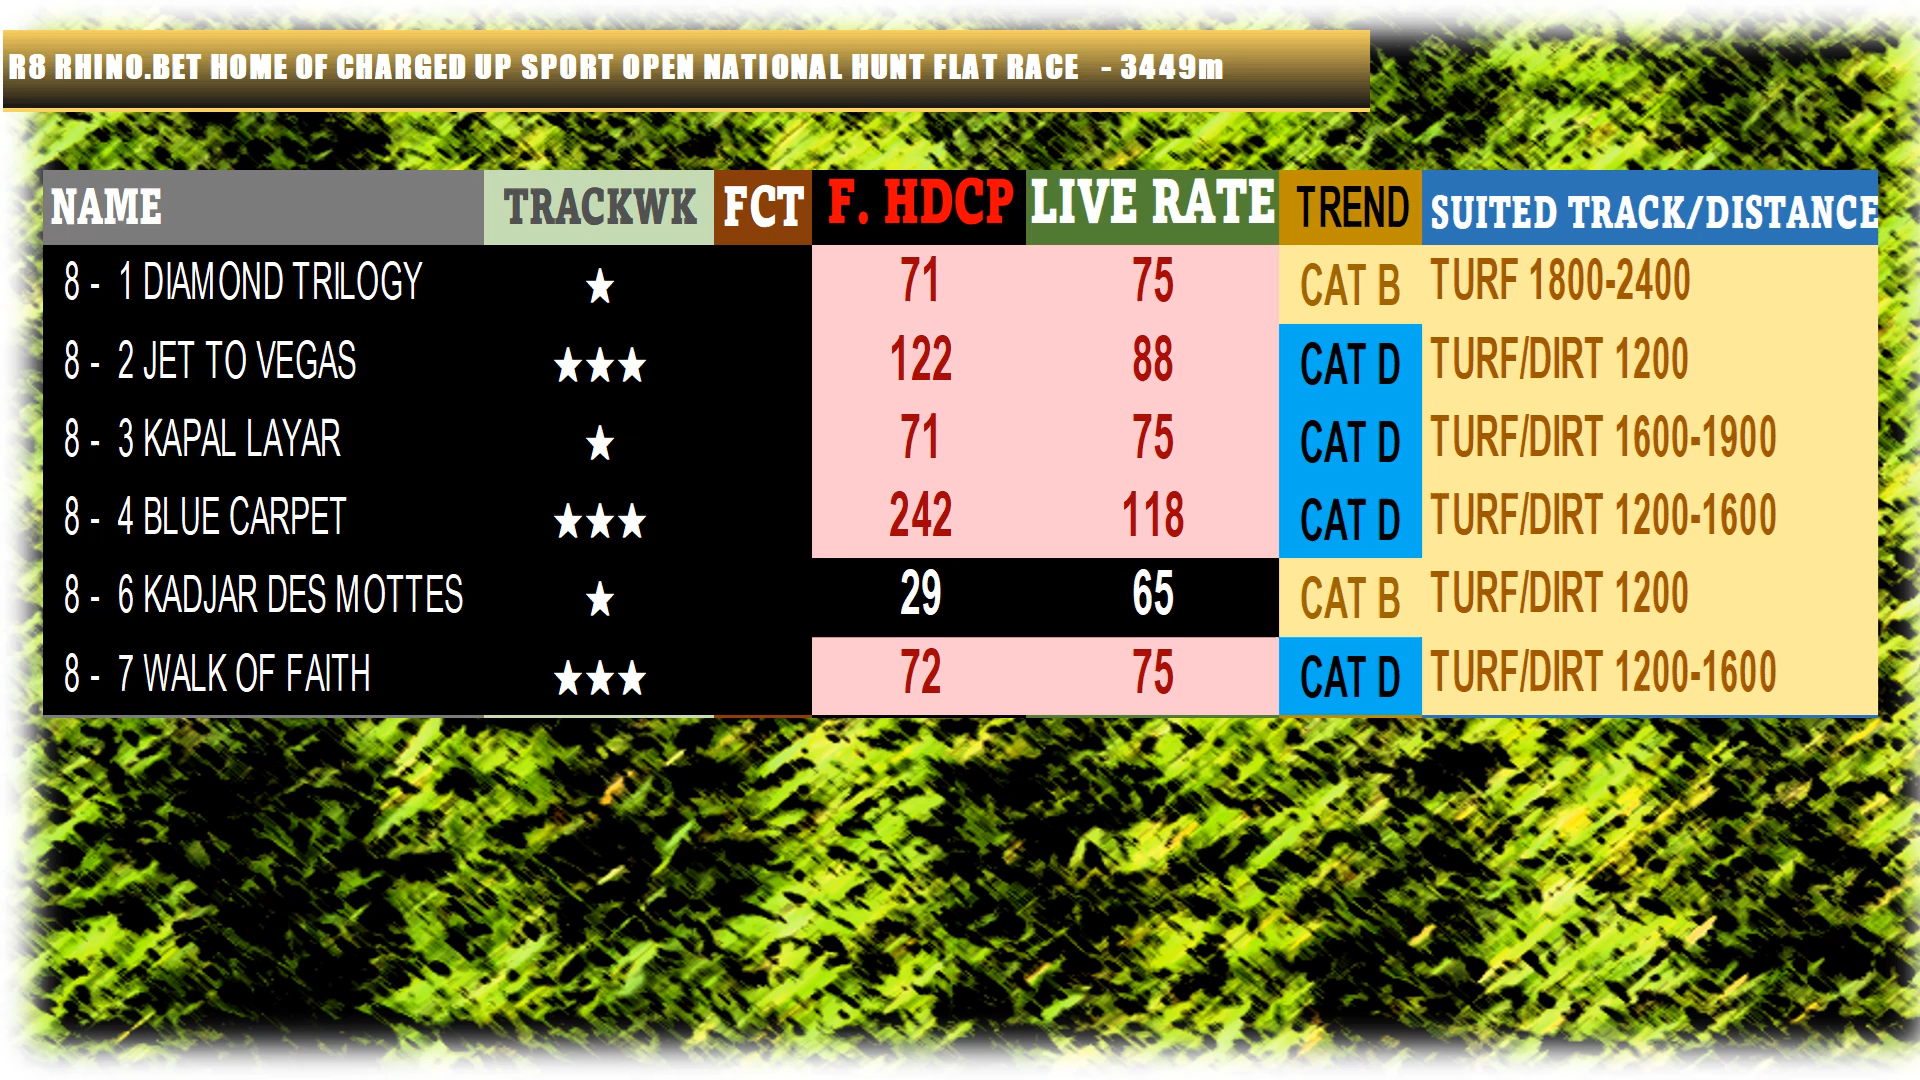 R8 RHINO.BET HOME OF CHARGED UP SPORT OPEN NATIONAL HUNT FLAT RACE - 3449m
NAME TRACKWK FCT F. HDCP LIVE RATE TREND SUITED TRACK/DISTANCE
8 - 1 DIAMOND TRILOGY ★ 71 75 CAT B TURF 1800-2400
8 - 2 JET TO VEGAS ★★★ 122 88 CAT D TURF/DIRT 1200
8 - 3 KAPAL LAYAR ★ 71 75 CAT D TURF/DIRT 1600-1900
8 - 4 BLUE CARPET ★★★ 242 118 CAT D TURF/DIRT 1200-1600
8 - 6 KADJAR DES MOTTES ★ 29 65 CAT B TURF/DIRT 1200
8 - 7 WALK OF FAITH ★★★ 72 75 CAT D TURF/DIRT 1200-1600